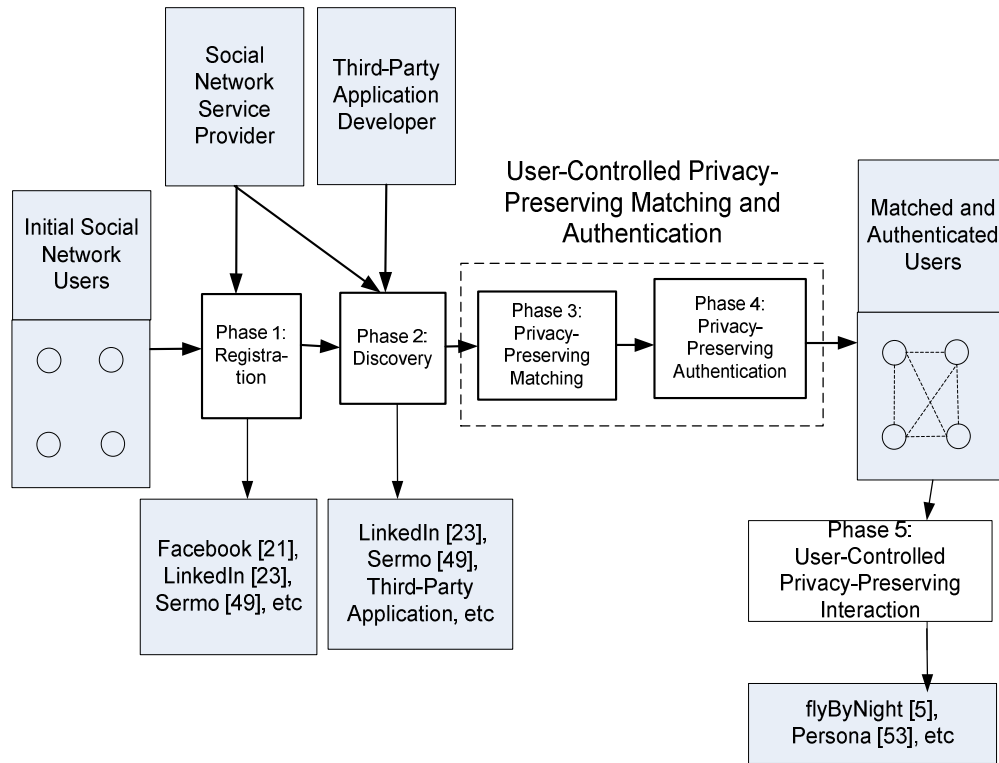 Social
Network
Service
Provider
Third-Party
Application
Developer
User-Controlled Privacy-
Preserving Matching and
Authentication
Initial Social
Network
Users
Matched and
Authenticated
Users
Phase 1:
Registra-
tion
Phase 2:
Discovery
Phase 3:
Privacy-
Preserving
Matching
Phase 4:
Privacy-
Preserving
Authentication
Facebook [21],
LinkedIn [23],
Sermo [49], etc
LinkedIn [23],
Sermo [49],
Third-Party
Application, etc
Phase 5:
User-Controlled
Privacy-Preserving
Interaction
flyByNight [5],
Persona [53], etc